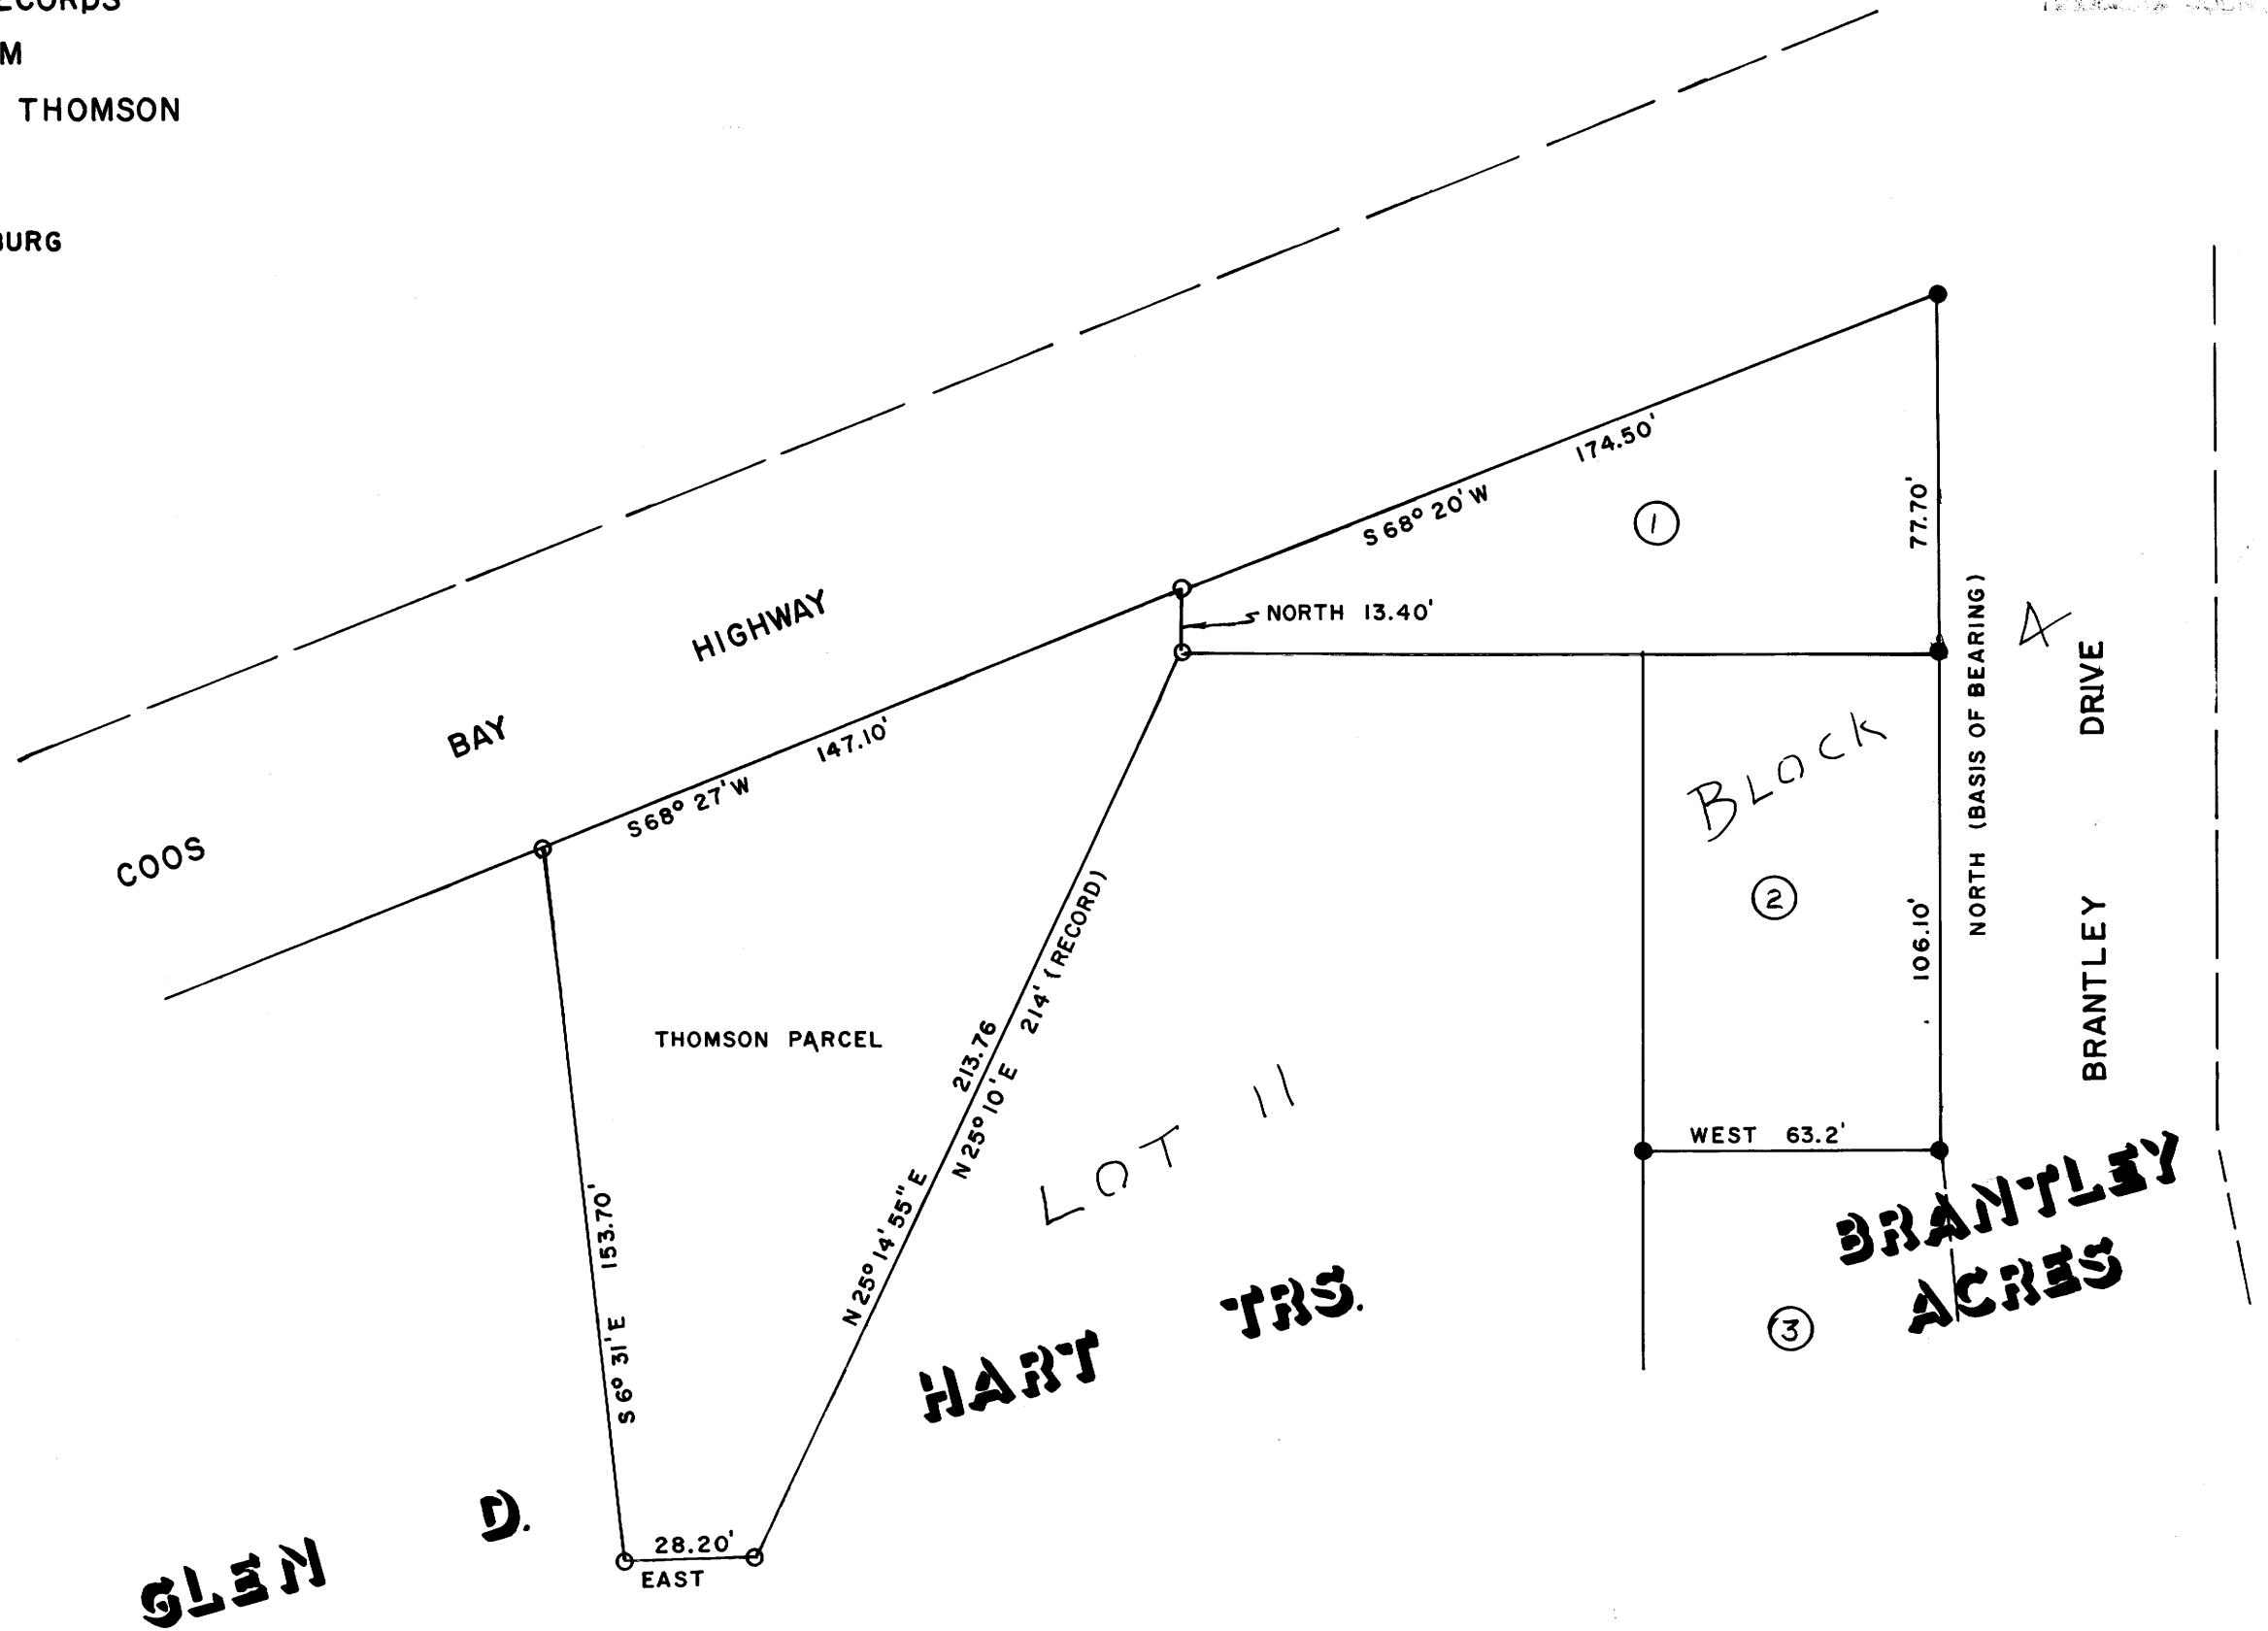 THOMSON
174.50'
S 68° 20' W
1
77.70'
NORTH 13.40'
HIGHWAY
BAY
COOS
147.10'
S 68° 27' W
NORTH (BASIS OF BEARING)
4
DRIVE
BRANTLEY
BLOCK
2
106.10'
214' (RECORD)
N 25° 10' E
213.76
N 25° 14' 55" E
THOMSON PARCEL
LOT 11
WEST 63.2'
BRANTLEY
ACRES
3
153.70'
S 6° 31' E
28.20'
EAST
GLEN D. HART TRS.